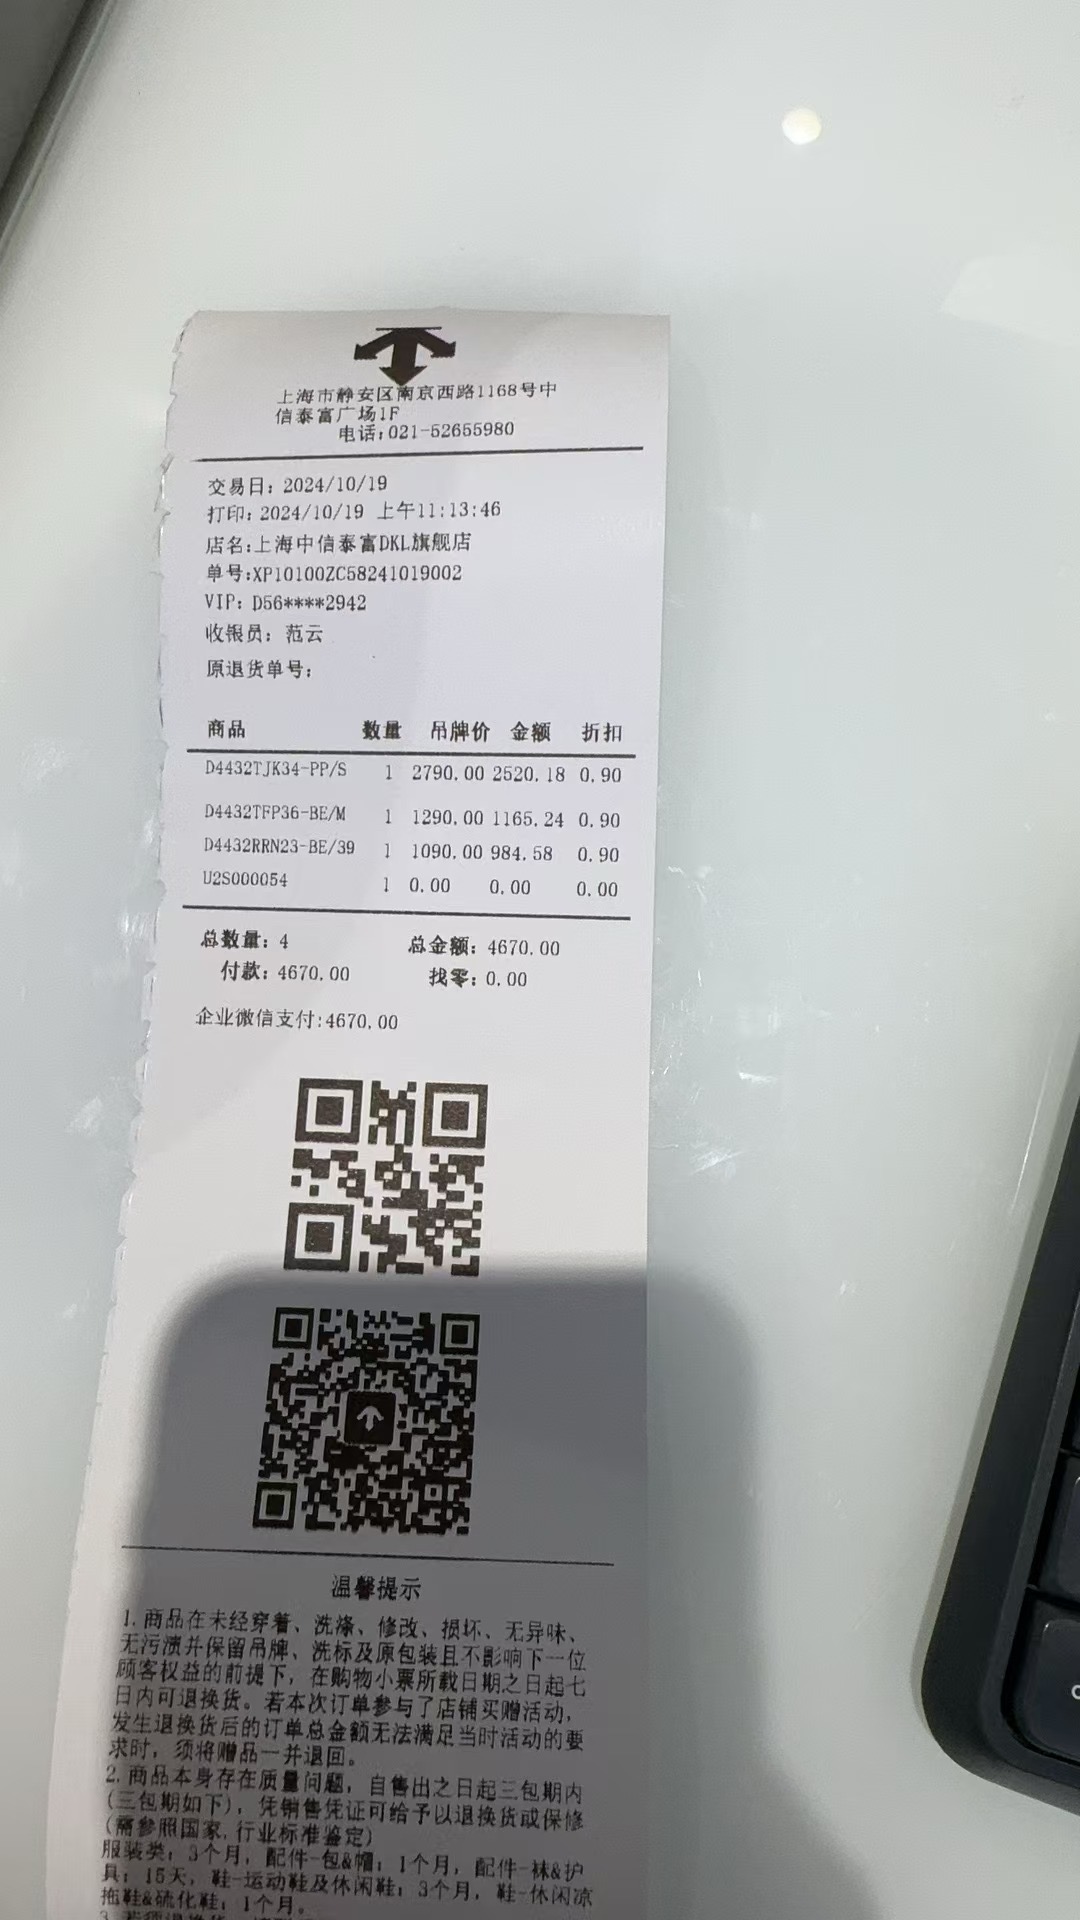 上海市静安区南京西路1168号中
信泰富广场1F
电话:021-52655980
交易日: 2024/10/19
打印: 2024/10/19 上午11:13:46
店名:上海中信泰富DKL旗舰店
单号:XP10100ZC58241019002
VIP: D56****2942
收银员: 范云
原退货单号:
商品 数量 吊牌价 金额 折扣
D4432TJK34-PP/S 1 2790.00 2520.18 0.90
D4432TFP36-BE/M 1 1290.00 1165.24 0.90
D4432RRN23-BE/39 1 1090.00 984.58 0.90
U2S000054 1 0.00 0.00 0.00
总数量: 4 总金额: 4670.00
付款: 4670.00 找零: 0.00
企业微信支付:4670.00
温馨提示
1. 商品在未经穿着、洗涤、修改、损坏、无异味、
无污渍并保留吊牌、洗标及原包装且不影响下一位
顾客权益的前提下，在购物小票所载日期之日起七
日内可退换货。若本次订单参与了店铺买赠活动，
发生退换货后的订单总金额无法满足当时活动的要
求时，须将赠品一并退回。
2. 商品本身存在质量问题，自售出之日起三包期内
(三包期如下)，凭销售凭证可给予以退换货或保修
(需参照国家,行业标准鉴定)
服装类: 3个月, 配件-包&帽: 1个月, 配件-袜&护
具: 15天, 鞋-运动鞋及休闲鞋: 3个月, 鞋-休闲凉
拖鞋&硫化鞋: 1个月。